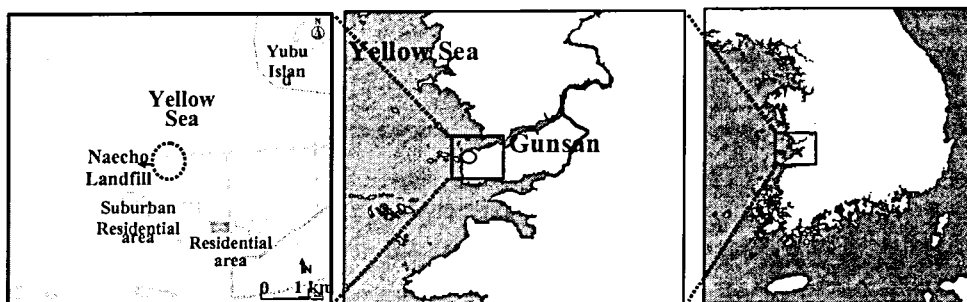 N
Yubu
Islan
d
Yellow
Sea
Naecho
Landfill
Suburban
Residential
area
Residential
area
N
0 1 km
Yellow Sea
Gunsan